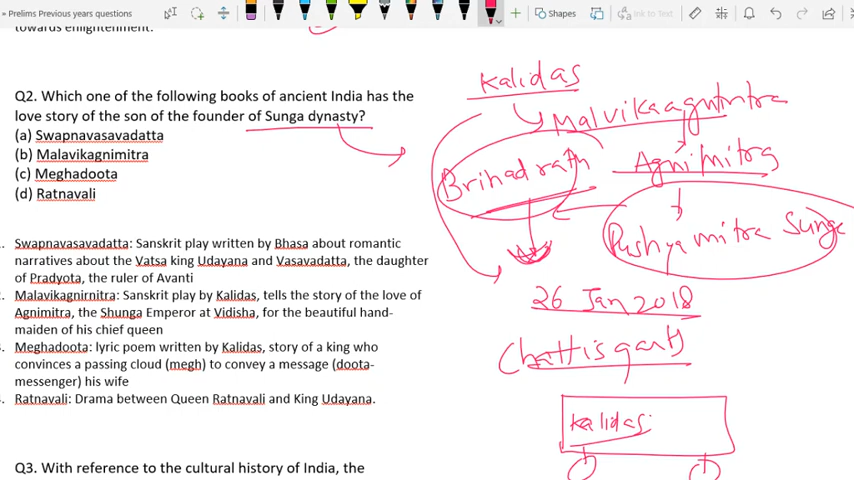 » Prelims Previous years questions
Shapes
Ink to Text
towards enlightenment.
Q2. Which one of the following books of ancient India has the
love story of the son of the founder of Sunga dynasty?
(a) Swapnavasavadatta
(b) Malavikagnimitra
(c) Meghadoota
(d) Ratnavali
Swapnavasavadatta: Sanskrit play written by Bhasa about romantic
narratives about the Vatsa king Udayana and Vasavadatta, the daughter
of Pradyota, the ruler of Avanti
Malavikagnirnitra: Sanskrit play by Kalidas, tells the story of the love of
Agnimitra, the Shunga Emperor at Vidisha, for the beautiful hand-
maiden of his chief queen
Meghadoota: lyric poem written by Kalidas, story of a king who
convinces a passing cloud (megh) to convey a message (doota-
messenger) his wife
Ratnavali: Drama between Queen Ratnavali and King Udayana.
Q3. With reference to the cultural history of India, the
Kalidas
Malvikaagnimitra
Brihadrath
Agnimitra
Pushyamitra Sunga
26 Jan 2018
Chattisgarh
Kalidas